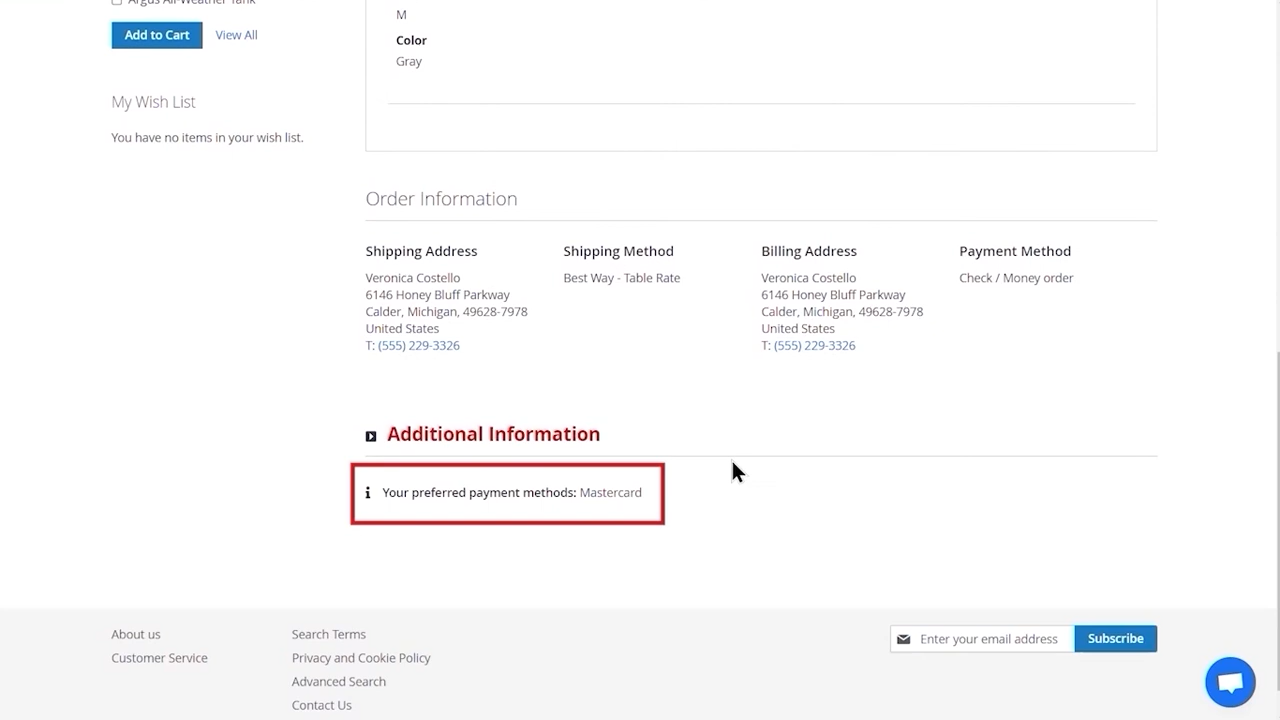 Argus All-Weather Tank
Add to Cart
View All
My Wish List
You have no items in your wish list.
M
Color
Gray
Order Information
Shipping Address
Veronica Costello
6146 Honey Bluff Parkway
Calder, Michigan, 49628-7978
United States
T: (555) 229-3326
Shipping Method
Best Way - Table Rate
Billing Address
Veronica Costello
6146 Honey Bluff Parkway
Calder, Michigan, 49628-7978
United States
T: (555) 229-3326
Payment Method
Check / Money order
Additional Information
Your preferred payment methods: Mastercard
About us
Customer Service
Search Terms
Privacy and Cookie Policy
Advanced Search
Contact Us
Enter your email address
Subscribe